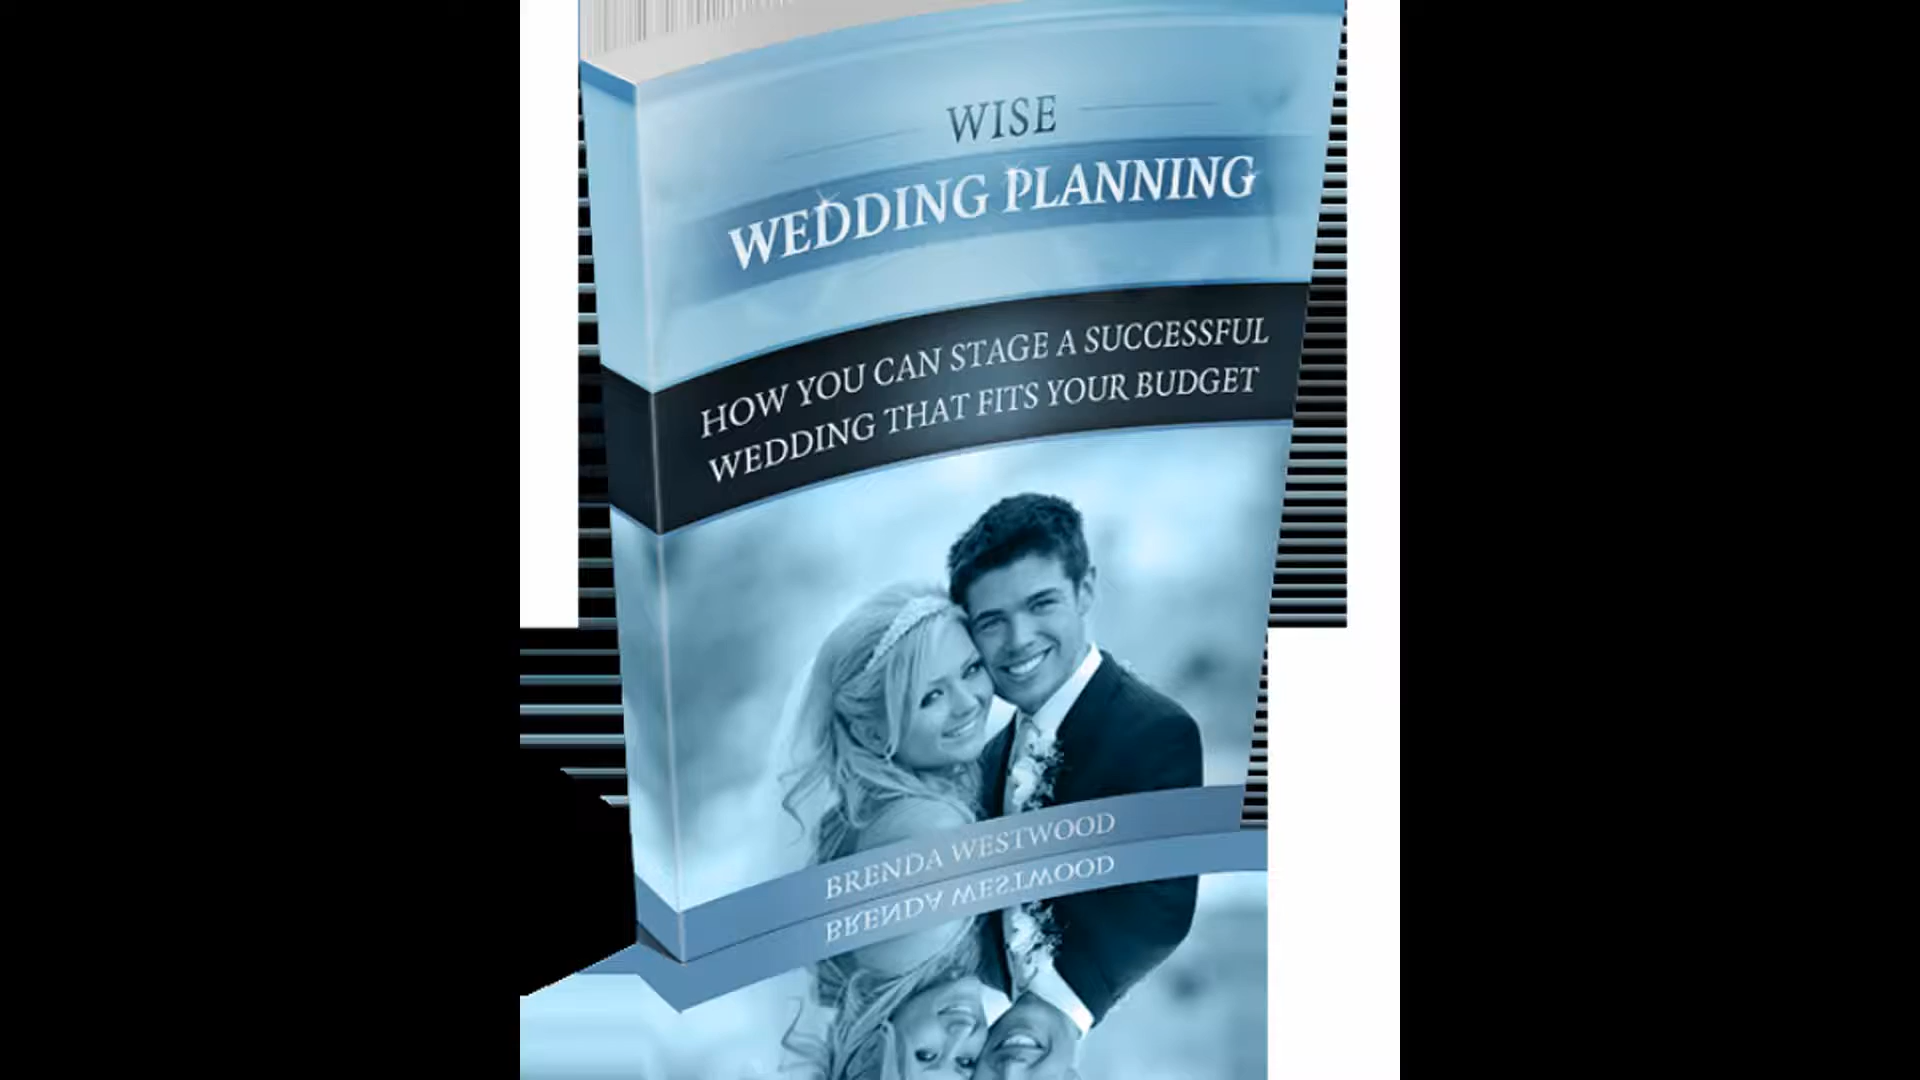 WISE
WEDDING PLANNING
HOW YOU CAN STAGE A SUCCESSFUL
WEDDING THAT FITS YOUR BUDGET
BRENDA WESTWOOD
BRENDA WESTWOOD